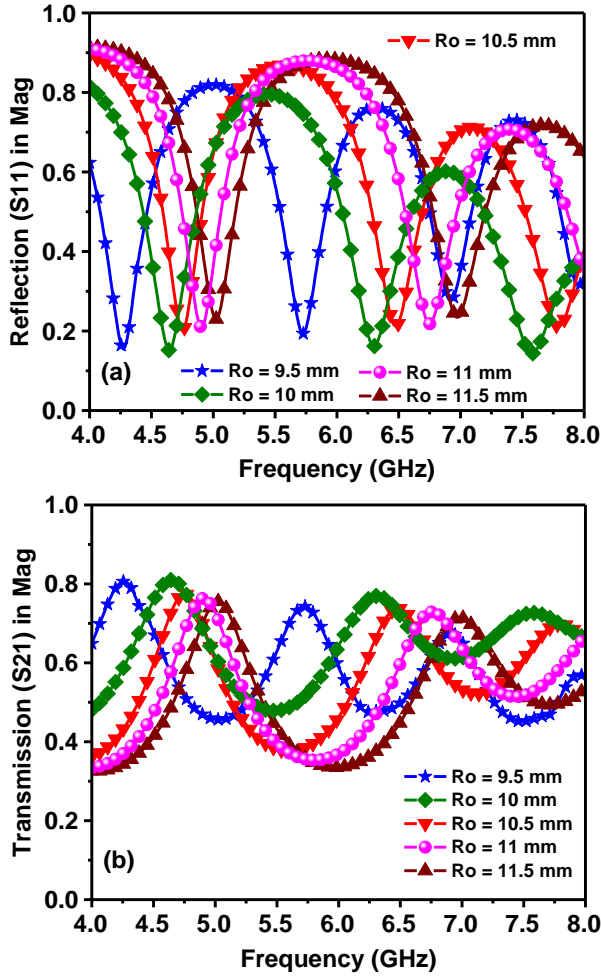 1.0
Ro = 10.5 mm
0.8
0.6
0.4
0.2
0.0
Reflection (S11) in Mag
(a)
Ro = 9.5 mm
Ro = 11 mm
Ro = 10 mm
Ro = 11.5 mm
4.0 4.5 5.0 5.5 6.0 6.5 7.0 7.5 8.0
Frequency (GHz)
1.0
0.8
0.6
0.4
0.2
0.0
Transmission (S21) in Mag
Ro = 9.5 mm
Ro = 10 mm
Ro = 10.5 mm
Ro = 11 mm
Ro = 11.5 mm
(b)
4.0 4.5 5.0 5.5 6.0 6.5 7.0 7.5 8.0
Frequency (GHz)